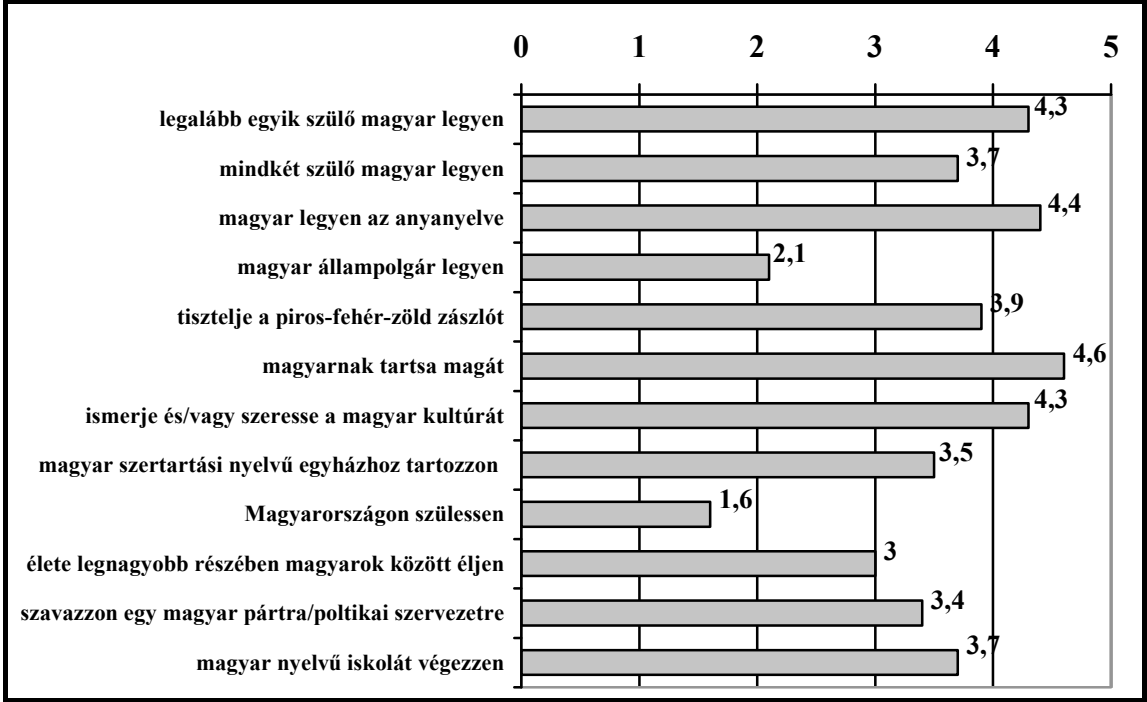 0 1 2 3 4 5
legalább egyik szülő magyar legyen 4,3
mindkét szülő magyar legyen 3,7
magyar legyen az anyanyelve 4,4
magyar állampolgár legyen 2,1
tisztelje a piros-fehér-zöld zászlót 3,9
magyarnak tartsa magát 4,6
ismerje és/vagy szeresse a magyar kultúrát 4,3
magyar szertartási nyelvű egyházhoz tartozzon 3,5
Magyarországon szülessen 1,6
élete legnagyobb részében magyarok között éljen 3
szavazzon egy magyar pártra/poltikai szervezetre 3,4
magyar nyelvű iskolát végezzen 3,7